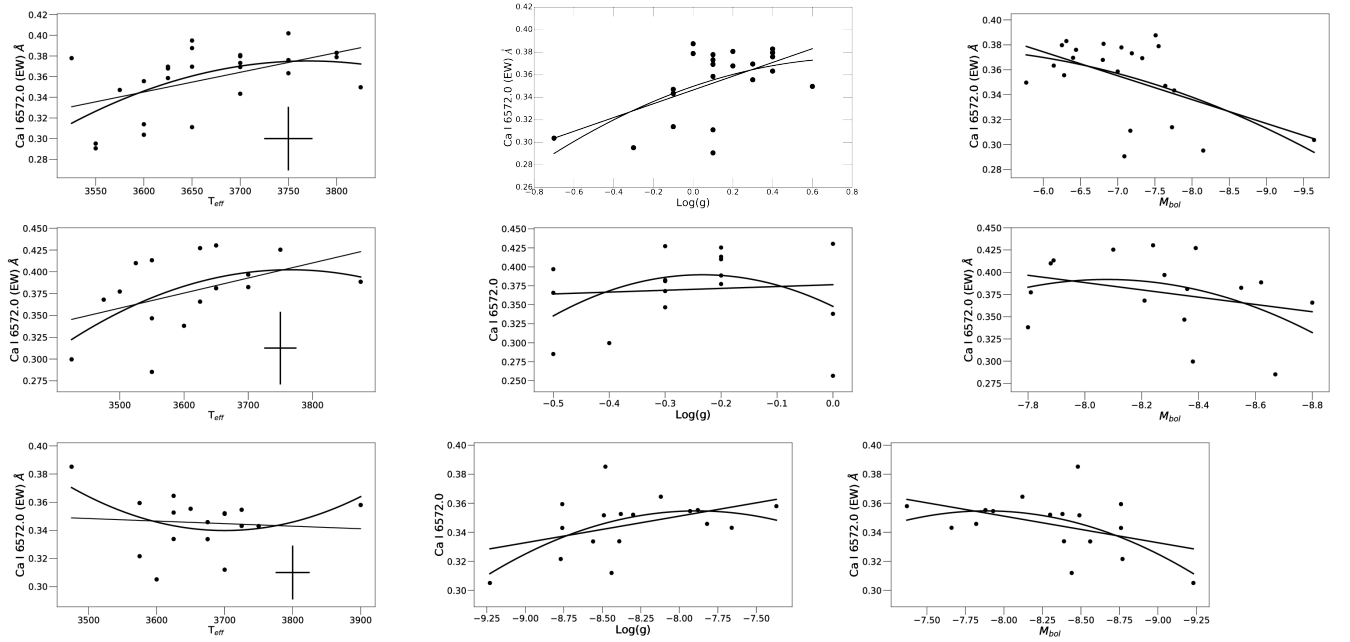 0.42
0.40
0.38
0.36
0.34
0.32
0.30
0.28
Ca I 6572.0 (EW) Å
3550 3600 3650 3700 3750 3800
T_eff
0.42
0.40
0.38
0.36
0.34
0.32
0.30
0.28
0.26
Ca I 6572.0 (EW) Å
−0.8 −0.6 −0.4 −0.2 0.0 0.2 0.4 0.6 0.8
Log(g)
0.40
0.38
0.36
0.34
0.32
0.30
0.28
Ca I 6572.0 (EW) Å
−6.0 −6.5 −7.0 −7.5 −8.0 −8.5 −9.0 −9.5
M_bol
0.450
0.425
0.400
0.375
0.350
0.325
0.300
0.275
Ca I 6572.0 (EW) Å
3500 3600 3700 3800
T_eff
0.450
0.425
0.400
0.375
0.350
0.325
0.300
0.275
0.250
Ca I 6572.0
−0.5 −0.4 −0.3 −0.2 −0.1 0.0
Log(g)
0.450
0.425
0.400
0.375
0.350
0.325
0.300
0.275
Ca I 6572.0 (EW) Å
−7.8 −8.0 −8.2 −8.4 −8.6 −8.8
M_bol
0.40
0.38
0.36
0.34
0.32
0.30
Ca I 6572.0 (EW) Å
3500 3600 3700 3800 3900
T_eff
0.40
0.38
0.36
0.34
0.32
0.30
Ca I 6572.0
−9.25 −9.00 −8.75 −8.50 −8.25 −8.00 −7.75 −7.50
Log(g)
0.40
0.38
0.36
0.34
0.32
0.30
Ca I 6572.0 (EW) Å
−7.50 −7.75 −8.00 −8.25 −8.50 −8.75 −9.00 −9.25
M_bol